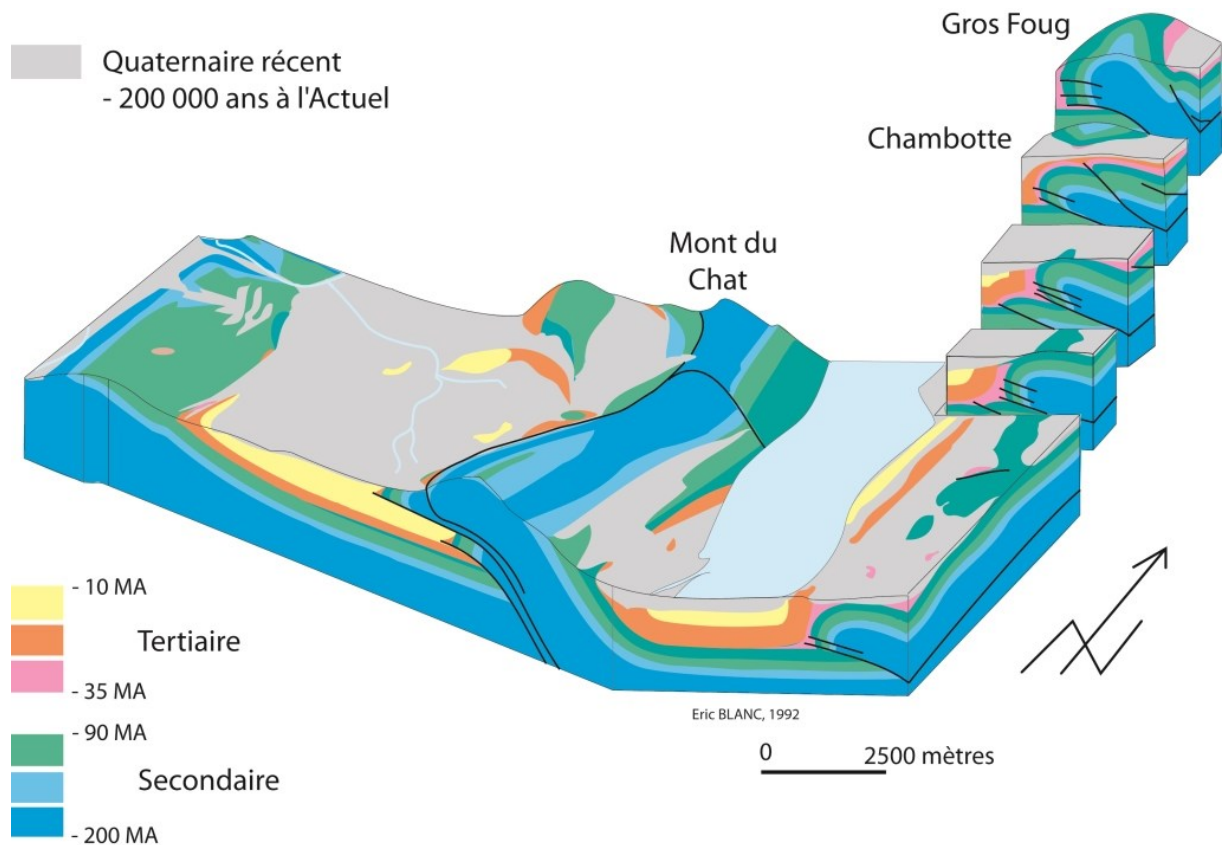 Gros Foug
Quaternaire récent
- 200 000 ans à l'Actuel
Chambotte
Mont du
Chat
- 10 MA
Tertiaire
- 35 MA
- 90 MA
Secondaire
- 200 MA
Eric BLANC, 1992
0 2500 mètres
N